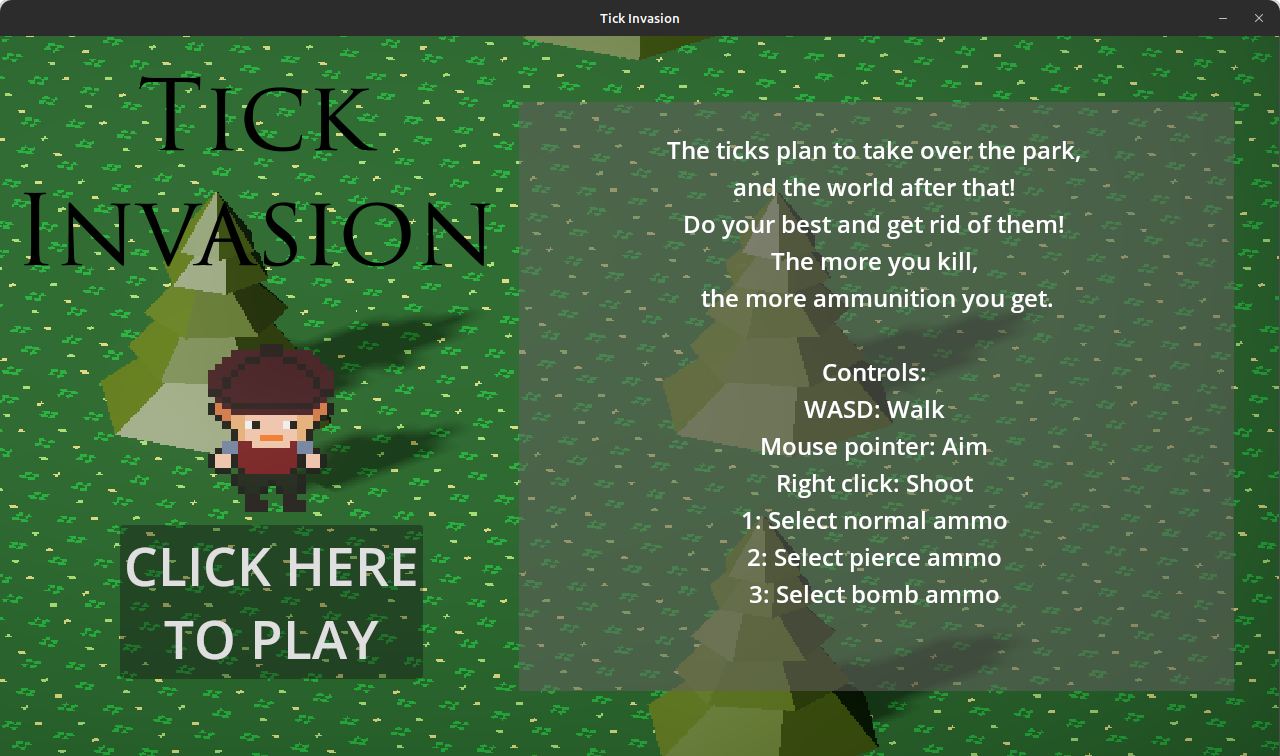 Tick Invasion
TICK
INVASION
The ticks plan to take over the park,
and the world after that!
Do your best and get rid of them!
The more you kill,
the more ammunition you get.
Controls:
WASD: Walk
Mouse pointer: Aim
Right click: Shoot
1: Select normal ammo
2: Select pierce ammo
3: Select bomb ammo
CLICK HERE
TO PLAY